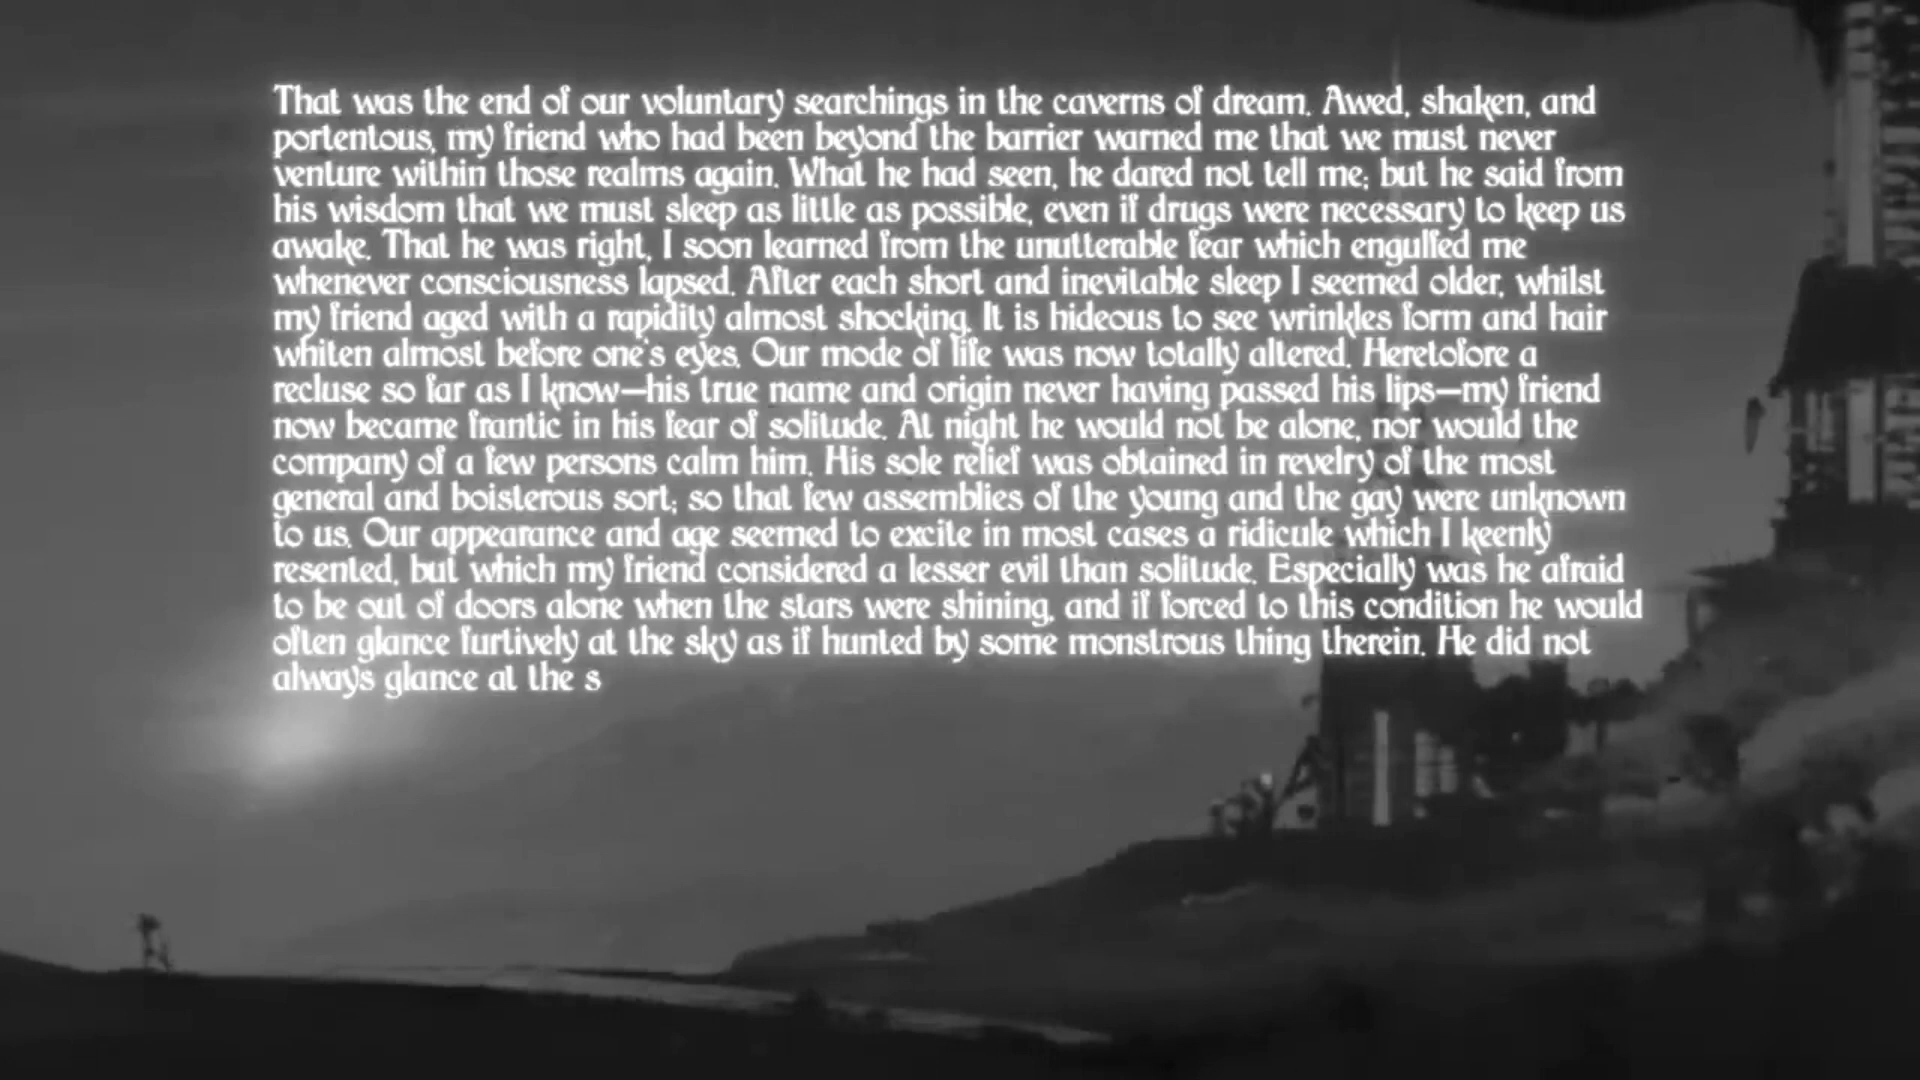 That was the end of our voluntary searchings in the caverns of dream. Awed, shaken, and
portentous, my friend who had been beyond the barrier warned me that we must never
venture within those realms again. What he had seen, he dared not tell me; but he said from
his wisdom that we must sleep as little as possible, even if drugs were necessary to keep us
awake. That he was right, I soon learned from the unutterable fear which engulfed me
whenever consciousness lapsed. After each short and inevitable sleep I seemed older, whilst
my friend aged with a rapidity almost shocking. It is hideous to see wrinkles form and hair
whiten almost before one's eyes. Our mode of life was now totally altered. Heretofore a
recluse so far as I know—his true name and origin never having passed his lips—my friend
now became frantic in his fear of solitude. At night he would not be alone, nor would the
company of a few persons calm him. His sole relief was obtained in revelry of the most
general and boisterous sort; so that few assemblies of the young and the gay were unknown
to us. Our appearance and age seemed to excite in most cases a ridicule which I keenly
resented, but which my friend considered a lesser evil than solitude. Especially was he afraid
to be out of doors alone when the stars were shining, and if forced to this condition he would
often glance furtively at the sky as if hunted by some monstrous thing therein. He did not
always glance at the s